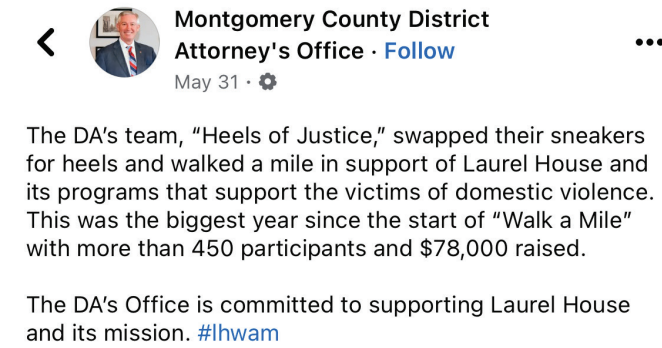 Montgomery County District
Attorney's Office · Follow
May 31 ·
The DA’s team, “Heels of Justice,” swapped their sneakers
for heels and walked a mile in support of Laurel House and
its programs that support the victims of domestic violence.
This was the biggest year since the start of “Walk a Mile”
with more than 450 participants and $78,000 raised.
The DA’s Office is committed to supporting Laurel House
and its mission. #lhwam